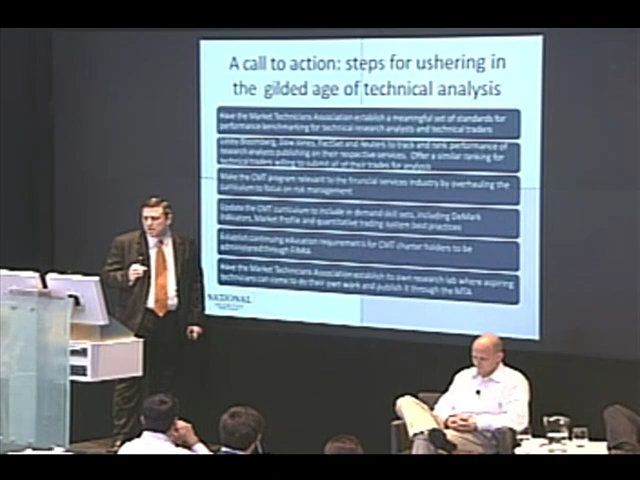 A call to action: steps for ushering in
the gilded age of technical analysis
Have the Market Technicians Association establish a meaningful set of standards for
performance benchmarking for technical research analysts and technical traders
Lobby Bloomberg, Dow Jones, FactSet and Reuters to track and rank performance of
research analysts publishing on their respective services. Offer a similar ranking for
technical traders willing to submit all of their trades for analysis
Make the CMT program relevant to the financial services industry by overhauling the
curriculum to focus on risk management
Update the CMT curriculum to include in demand skill sets, including DeMark
Indicators, Market Profile and quantitative trading system best practices
Establish continuing education requirements for CMT charter holders to be
administered through FINRA
Have the Market Technicians Association establish its own research lab where aspiring
technicians can come to do their own work and publish it through the MTA
NATIONAL